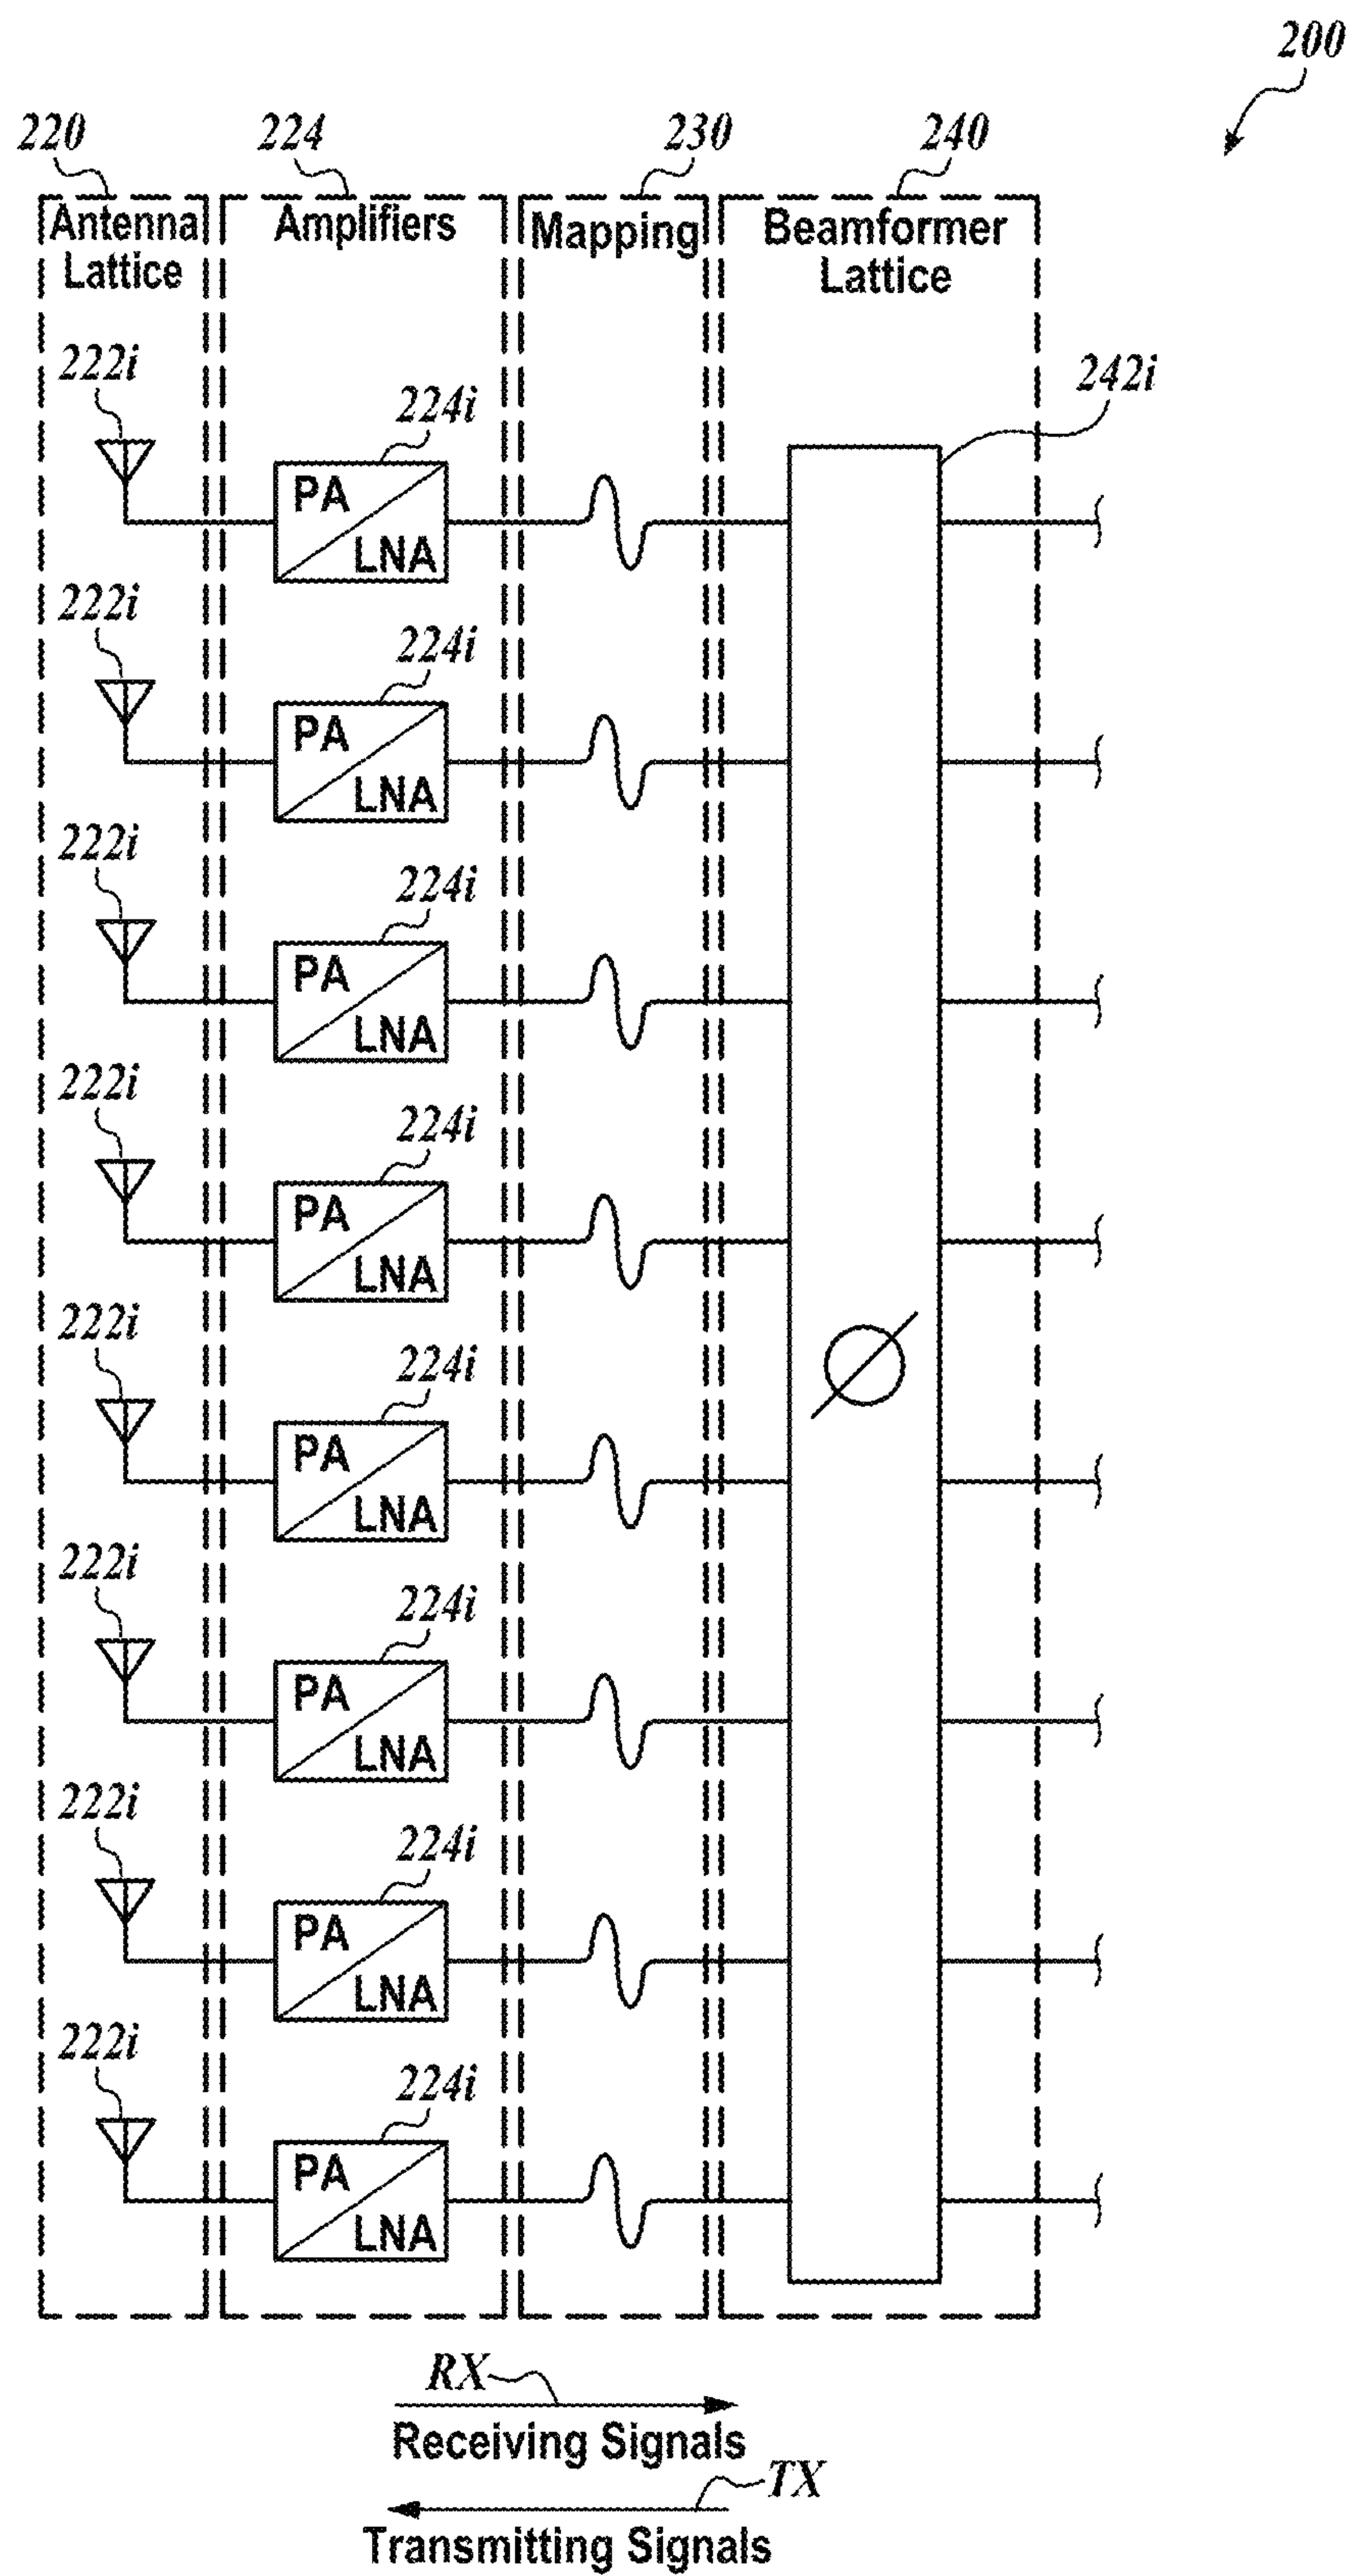 200
220 224 230 240
Antenna Lattice
Amplifiers
Mapping
Beamformer Lattice
242i
222i
224i
PA
LNA
222i
224i
PA
LNA
222i
224i
PA
LNA
222i
224i
PA
LNA
222i
224i
PA
LNA
222i
224i
PA
LNA
222i
224i
PA
LNA
222i
224i
PA
LNA
Ø
RX
Receiving Signals
TX
Transmitting Signals